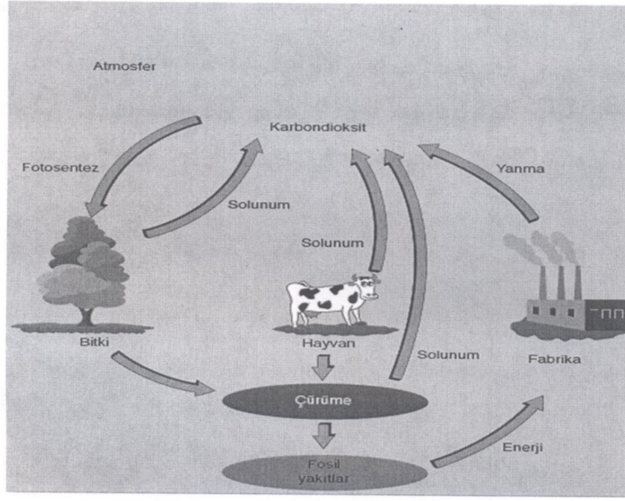 Atmosfer
Karbondioksit
Fotosentez
Yanma
Solunum
Solunum
Bitki
Hayvan
Solunum
Fabrika
Çürüme
Enerji
Fosil
yakıtlar